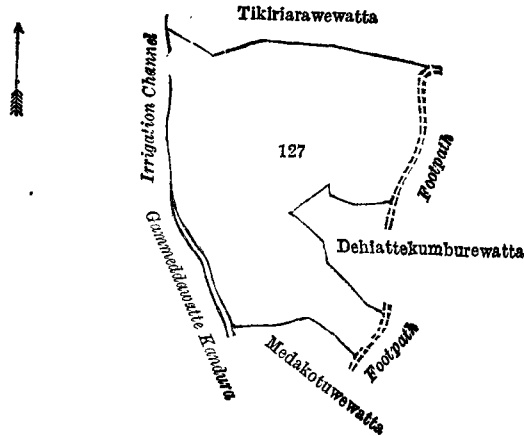 Tikiriarawewatta
Irrigation Channel
127
Footpath
Dehiattekumburewatta
Gammeddawatte Kandura
Footpath
Medakotuwewatta